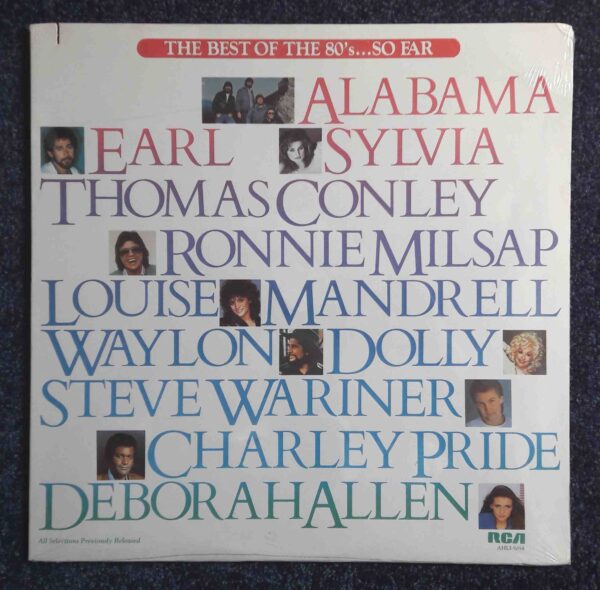 THE BEST OF THE 80's...SO FAR
ALABAMA
EARL SYLVIA
THOMAS CONLEY
RONNIE MILSAP
LOUISE MANDRELL
WAYLON DOLLY
STEVE WARINER
CHARLEY PRIDE
DEBORAH ALLEN
All Selections Previously Released
RCA